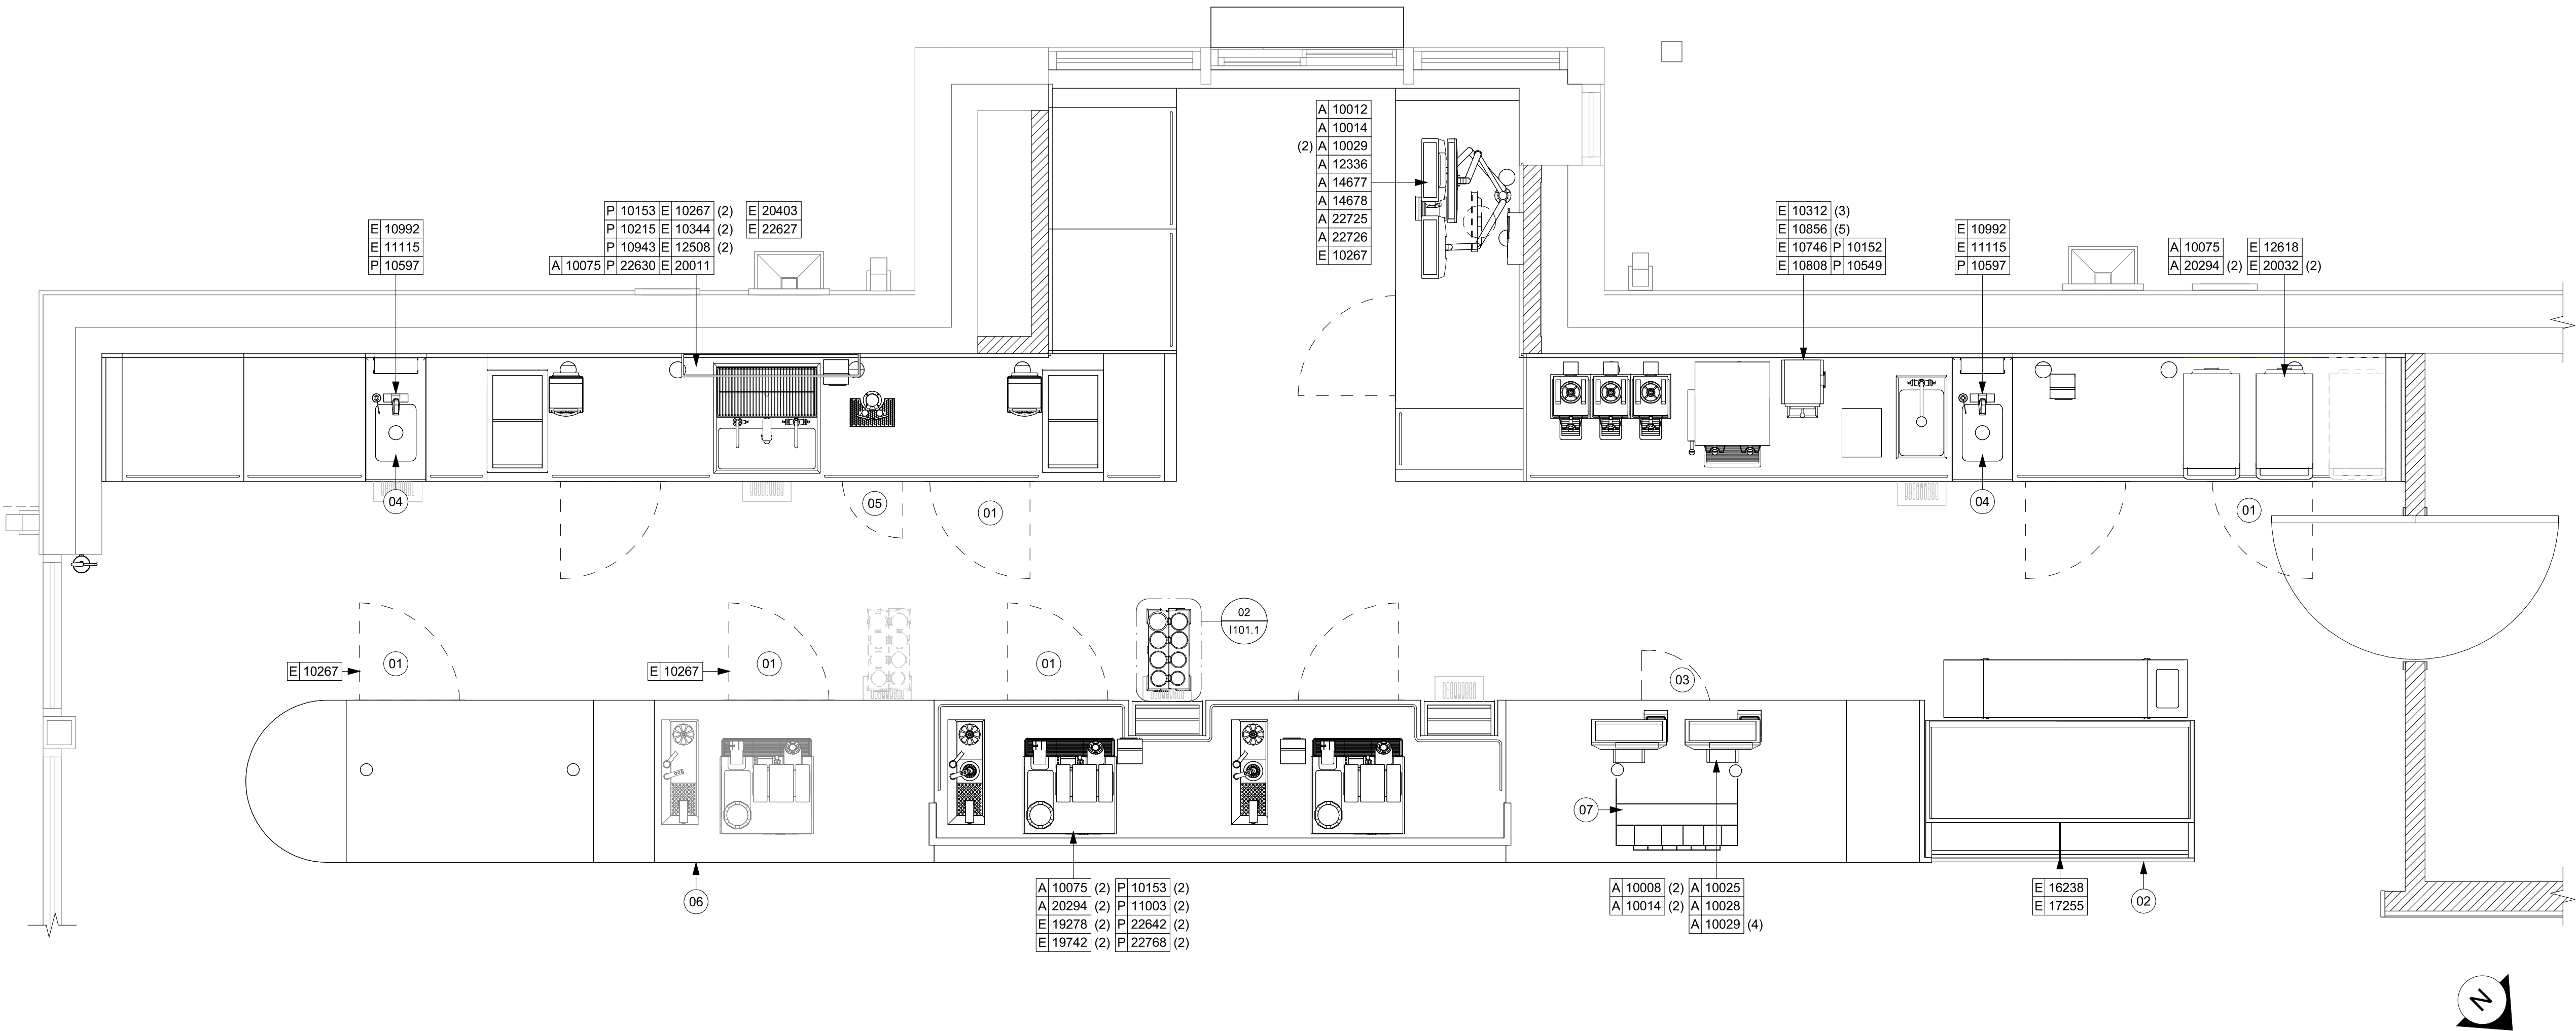 A 10012
A 10014
(2) A 10029
A 12336
A 14677
A 14678
A 22725
A 22726
E 10267
E 10992
E 11115
P 10597
P 10153 E 10267 (2)
P 10215 E 10344 (2)
P 10943 E 12508 (2)
A 10075 P 22630 E 20011
E 20403
E 22627
E 10312 (3)
E 10856 (5)
E 10746 P 10152
E 10808 P 10549
E 10992
E 11115
P 10597
A 10075
A 20294 (2)
E 12618
E 20032 (2)
04
05
01
04
01
02
I101.1
E 10267
01
E 10267
01
01
03
07
06
A 10075 (2) P 10153 (2)
A 20294 (2) P 11003 (2)
E 19278 (2) P 22642 (2)
E 19742 (2) P 22768 (2)
A 10008 (2) A 10025
A 10014 (2) A 10028
A 10029 (4)
E 16238
E 17255
02
N